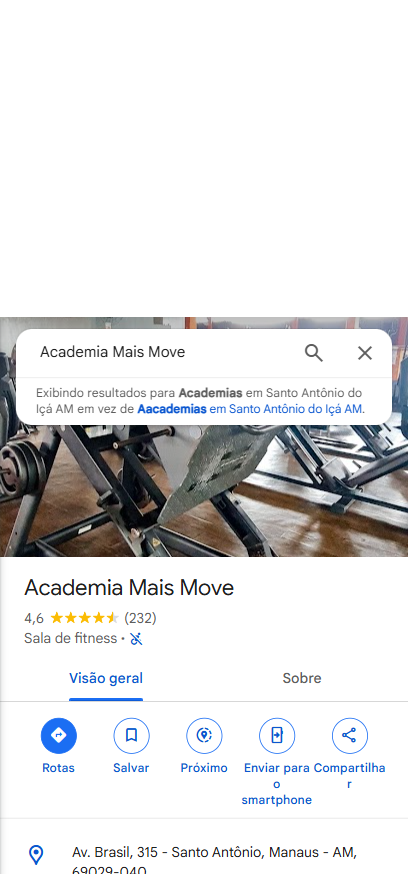 Academia Mais Move
Exibindo resultados para Academias em Santo Antônio do
Içá AM em vez de Aacademias em Santo Antônio do Içá AM.
Academia Mais Move
4,6 (232)
Sala de fitness ·
Visão geral Sobre
Rotas Salvar Próximo Enviar para Compartilha
o r
smartphone
Av. Brasil, 315 - Santo Antônio, Manaus - AM,
69029-040